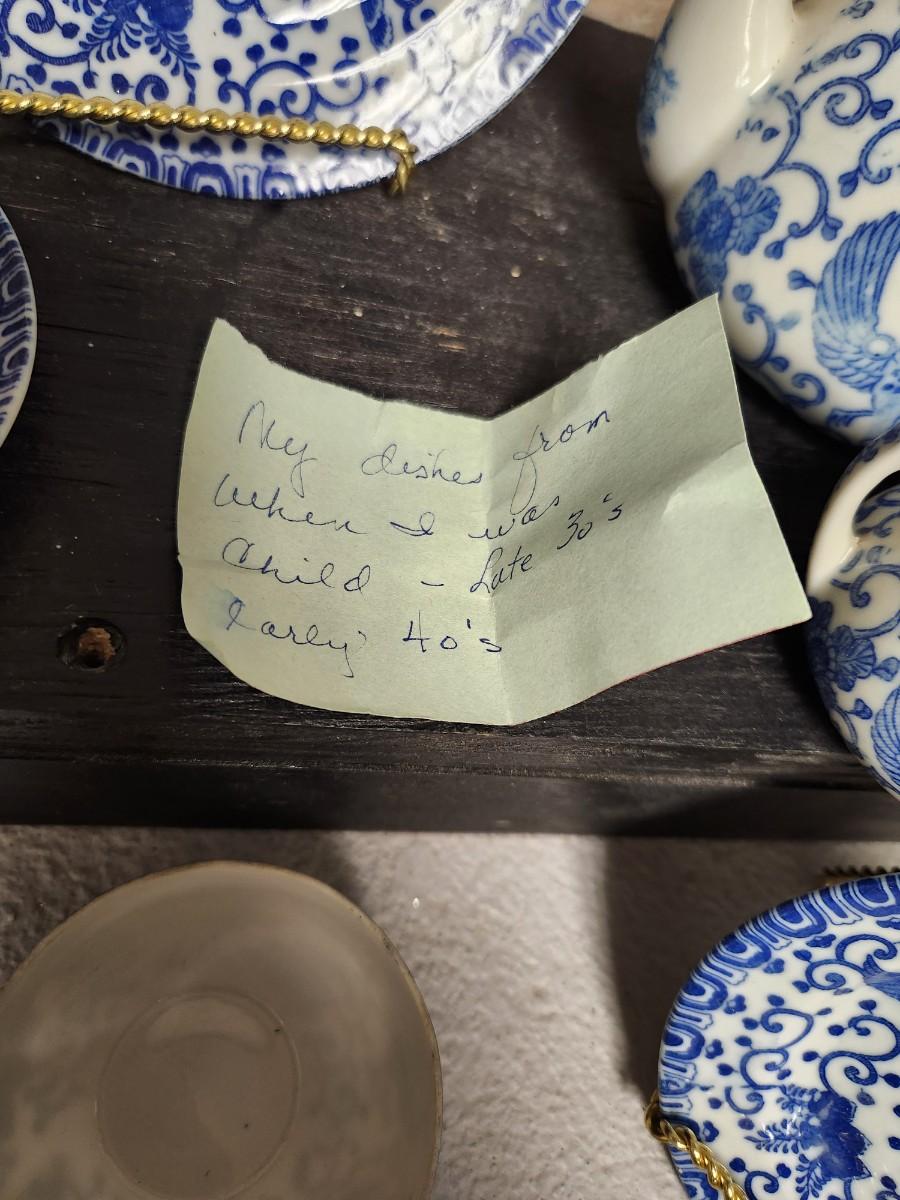 My dishes from
When I was
Child - Late 30's
Early 40's